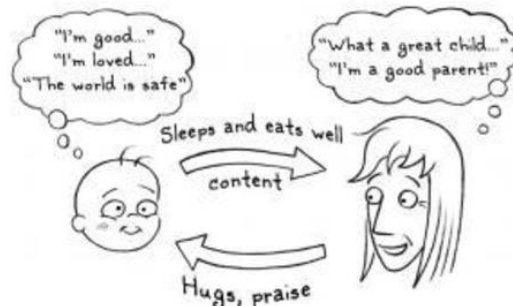 "I'm good..."
"I'm loved..."
"The world is safe"
"What a great child..."
"I'm a good parent!"
Sleeps and eats well
content
Hugs, praise